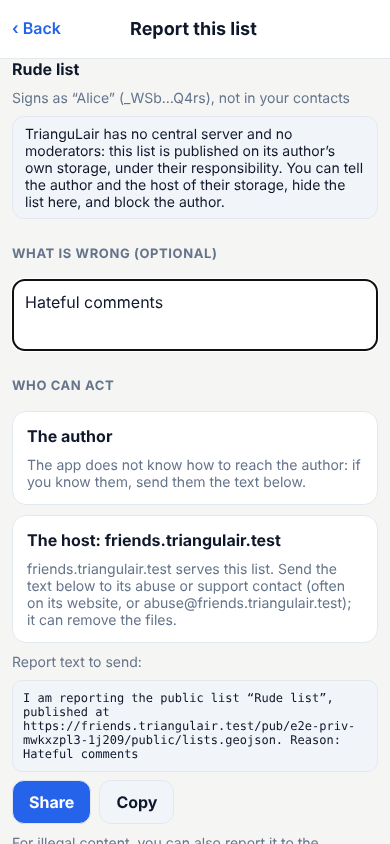 ‹ Back
Report this list
Rude list
Signs as “Alice” (_WSb...Q4rs), not in your contacts
TrianguLair has no central server and no
moderators: this list is published on its author’s
own storage, under their responsibility. You can tell
the author and the host of their storage, hide the
list here, and block the author.
WHAT IS WRONG (OPTIONAL)
Hateful comments
WHO CAN ACT
The author
The app does not know how to reach the author: if
you know them, send them the text below.
The host: friends.triangulair.test
friends.triangulair.test serves this list. Send the
text below to its abuse or support contact (often
on its website, or abuse@friends.triangulair.test);
it can remove the files.
Report text to send:
I am reporting the public list “Rude list”,
published at
https://friends.triangulair.test/pub/e2e-priv-
mwkxzpl3-1j209/public/lists.geojson. Reason:
Hateful comments
Share
Copy
For illegal content, you can also report it to the